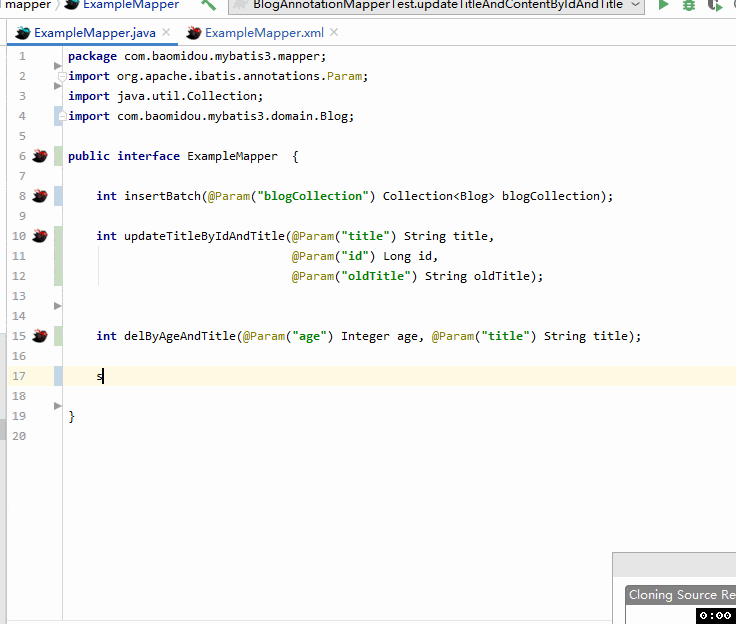 mapper ExampleMapper BlogAnnotationMapperTest.updateTitleAndContentByIdAndTitle
ExampleMapper.java ExampleMapper.xml
1 package com.baomidou.mybatis3.mapper;
2 import org.apache.ibatis.annotations.Param;
3 import java.util.Collection;
4 import com.baomidou.mybatis3.domain.Blog;
5
6 public interface ExampleMapper {
7
8 int insertBatch(@Param("blogCollection") Collection<Blog> blogCollection);
9
10 int updateTitleByIdAndTitle(@Param("title") String title,
11 @Param("id") Long id,
12 @Param("oldTitle") String oldTitle);
13
14
15 int delByAgeAndTitle(@Param("age") Integer age, @Param("title") String title);
16
17 s
18
19 }
20
Cloning Source Re
0:00